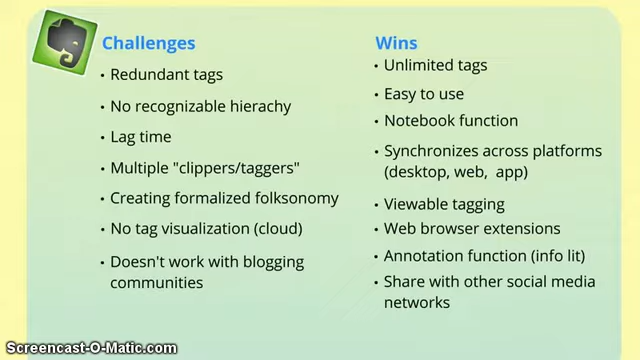 Challenges
• Redundant tags
• No recognizable hierachy
• Lag time
• Multiple "clippers/taggers"
• Creating formalized folksonomy
• No tag visualization (cloud)
• Doesn't work with blogging
communities
Wins
• Unlimited tags
• Easy to use
• Notebook function
• Synchronizes across platforms
(desktop, web,  app)
• Viewable tagging
• Web browser extensions
• Annotation function (info lit)
• Share with other social media
networks
Screencast-O-Matic.com